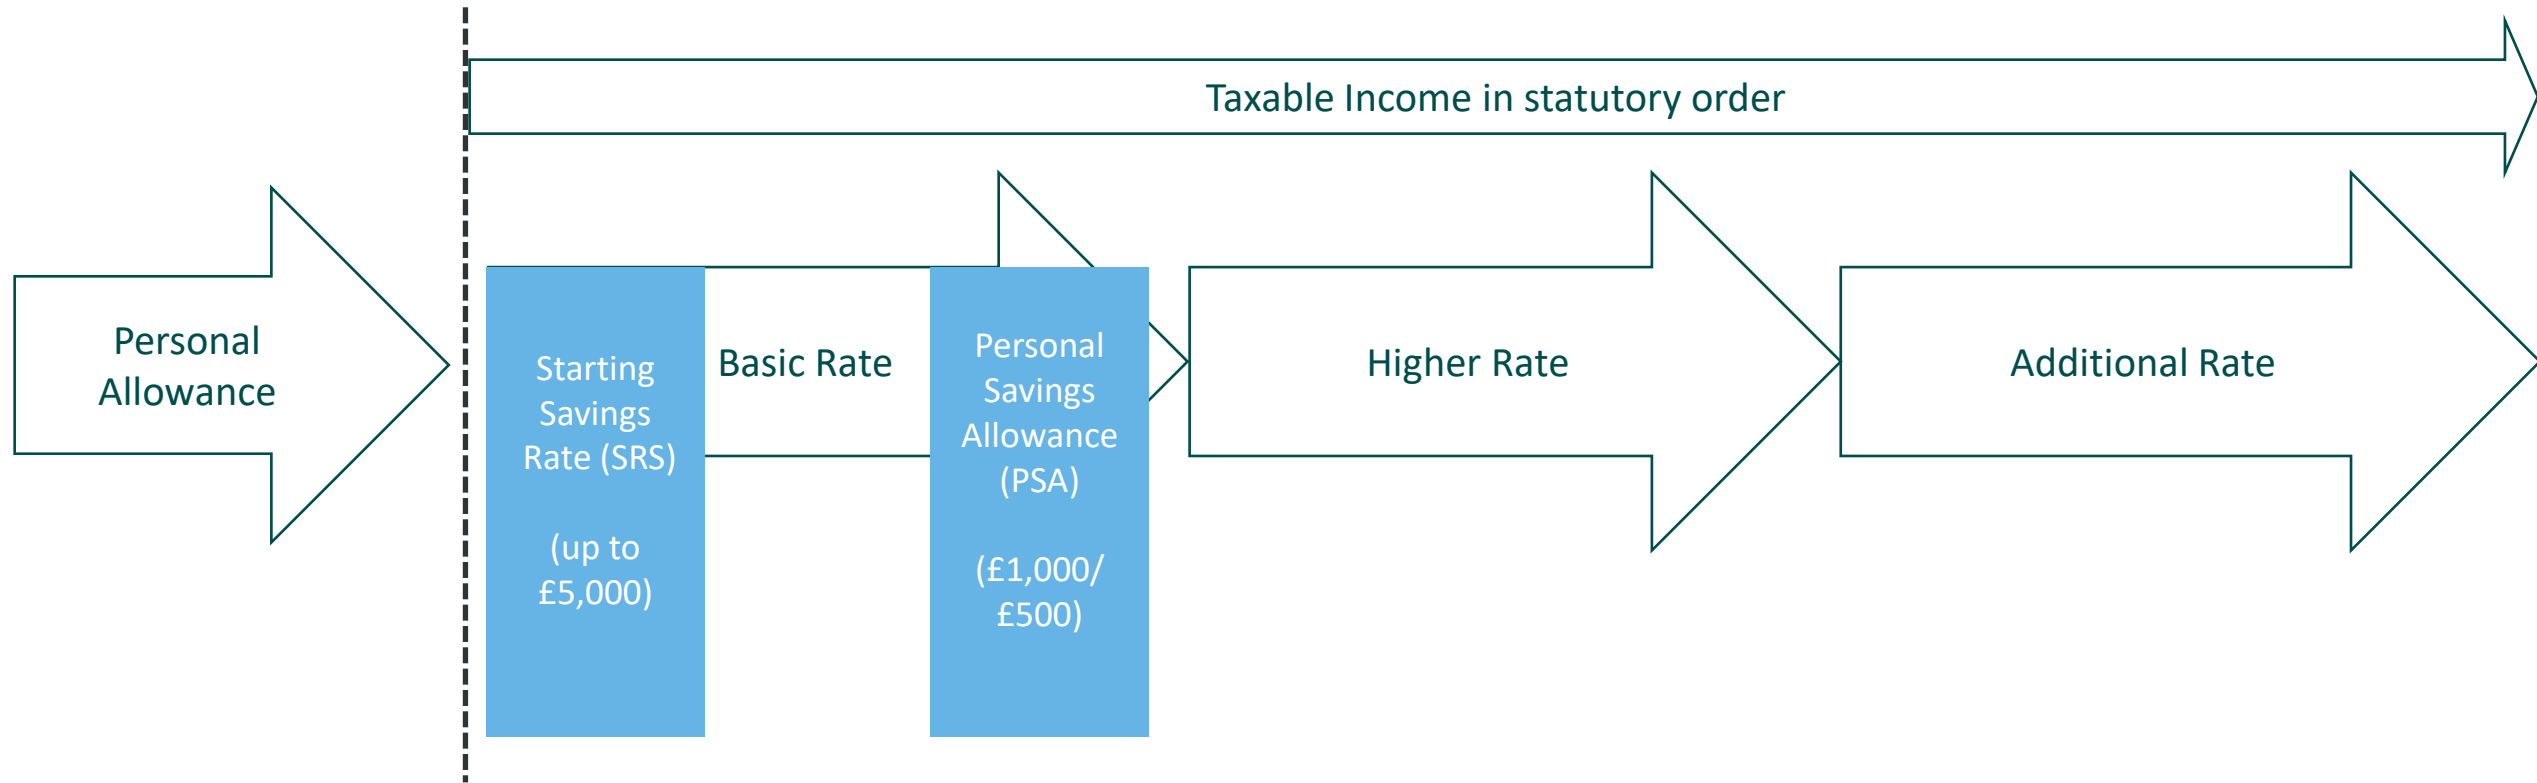 Taxable Income in statutory order
Personal
Allowance
Starting
Savings
Rate (SRS)
(up to
£5,000)
Basic Rate
Personal
Savings
Allowance
(PSA)
(£1,000/
£500)
Higher Rate
Additional Rate